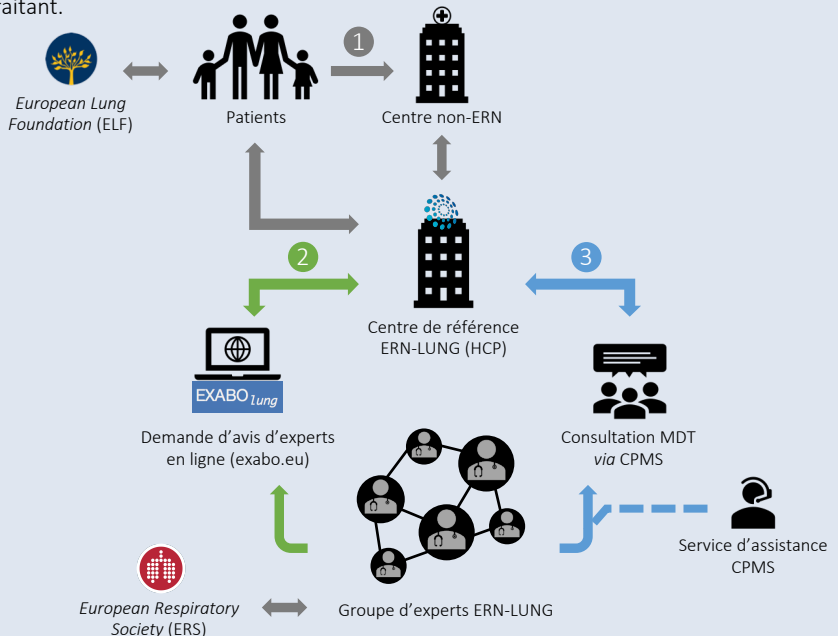 raitant.
1
European Lung
Foundation (ELF)
Patients
Centre non-ERN
2
3
Centre de référence
ERN-LUNG (HCP)
EXABO lung
Demande d'avis d'experts
en ligne (exabo.eu)
Consultation MDT
via CPMS
Service d'assistance
CPMS
European Respiratory
Society (ERS)
Groupe d'experts ERN-LUNG